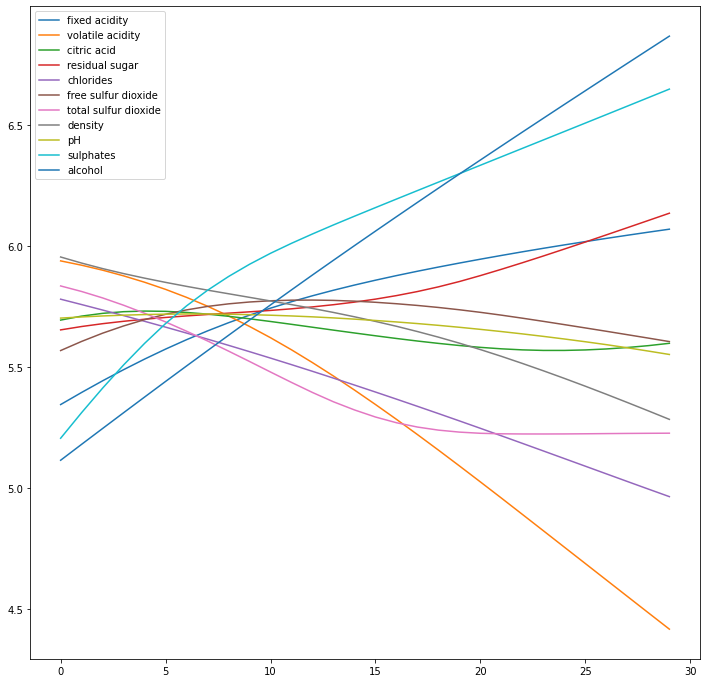 fixed acidity
volatile acidity
citric acid
residual sugar
chlorides
free sulfur dioxide
total sulfur dioxide
density
pH
sulphates
alcohol
6.5
6.0
5.5
5.0
4.5
0 5 10 15 20 25 30